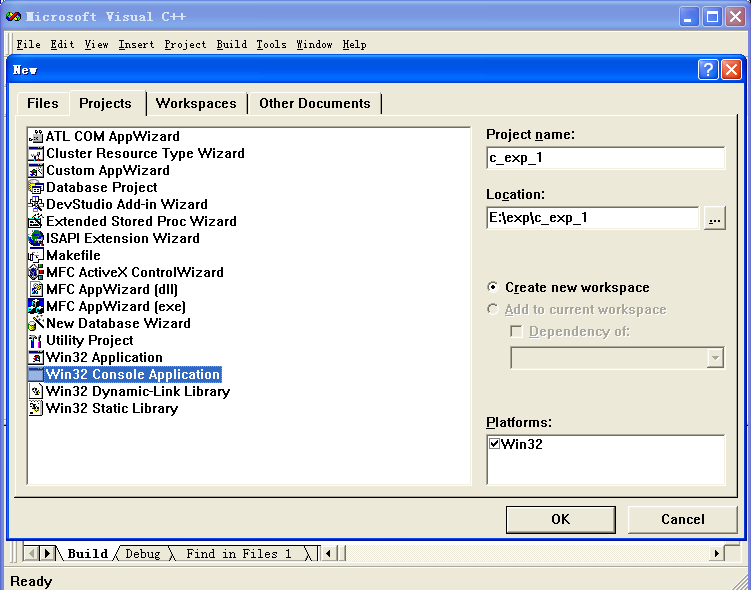 Microsoft Visual C++
File Edit View Insert Project Build Tools Window Help
New
Files Projects Workspaces Other Documents
ATL COM AppWizard
Cluster Resource Type Wizard
Custom AppWizard
Database Project
DevStudio Add-in Wizard
Extended Stored Proc Wizard
ISAPI Extension Wizard
Makefile
MFC ActiveX ControlWizard
MFC AppWizard (dll)
MFC AppWizard (exe)
New Database Wizard
Utility Project
Win32 Application
Win32 Console Application
Win32 Dynamic-Link Library
Win32 Static Library
Project name:
c_exp_1
Location:
E:\exp\c_exp_1
...
Create new workspace
Add to current workspace
Dependency of:
Platforms:
Win32
OK Cancel
Build Debug Find in Files 1
Ready